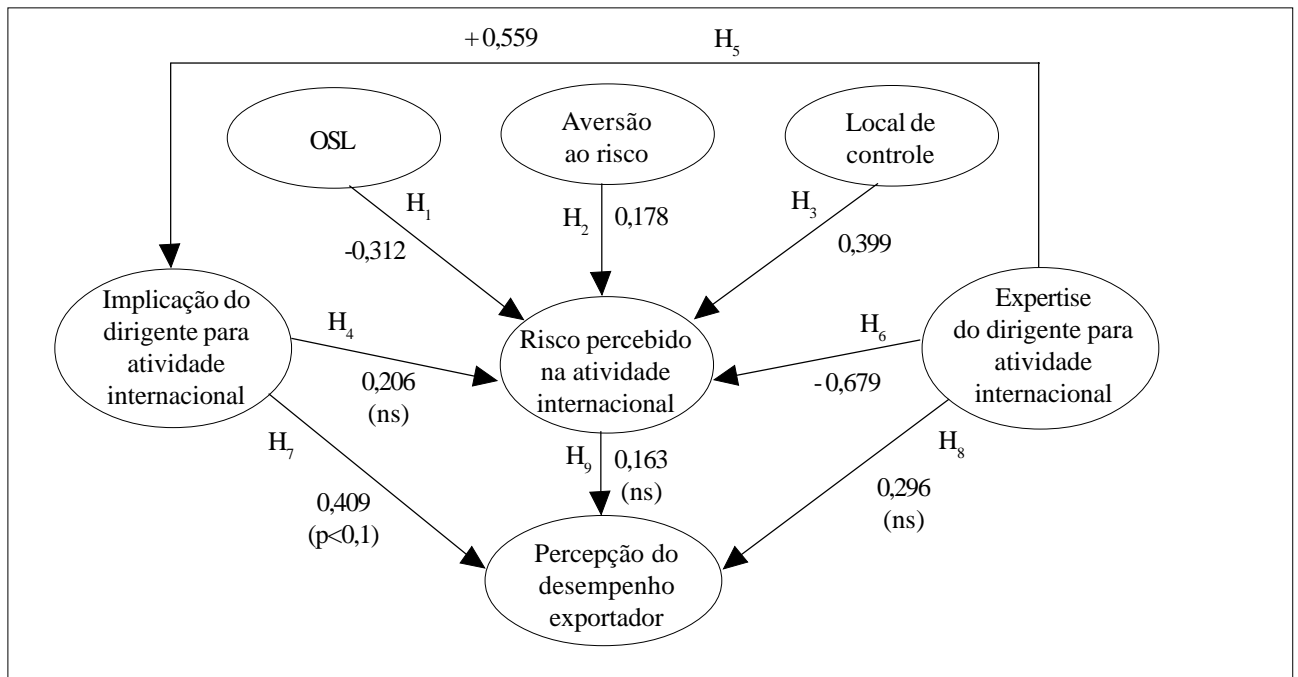 +0,559
H₅
OSL
Aversão
ao risco
Local de
controle
H₁
-0,312
H₂
0,178
H₃
0,399
Implicação do
dirigente para
atividade
internacional
H₄
0,206
(ns)
Risco percebido
na atividade
internacional
H₆
- 0,679
Expertise
do dirigente para
atividade
internacional
H₇
0,409
(p<0,1)
H₉
0,163
(ns)
H₈
0,296
(ns)
Percepção do
desempenho
exportador